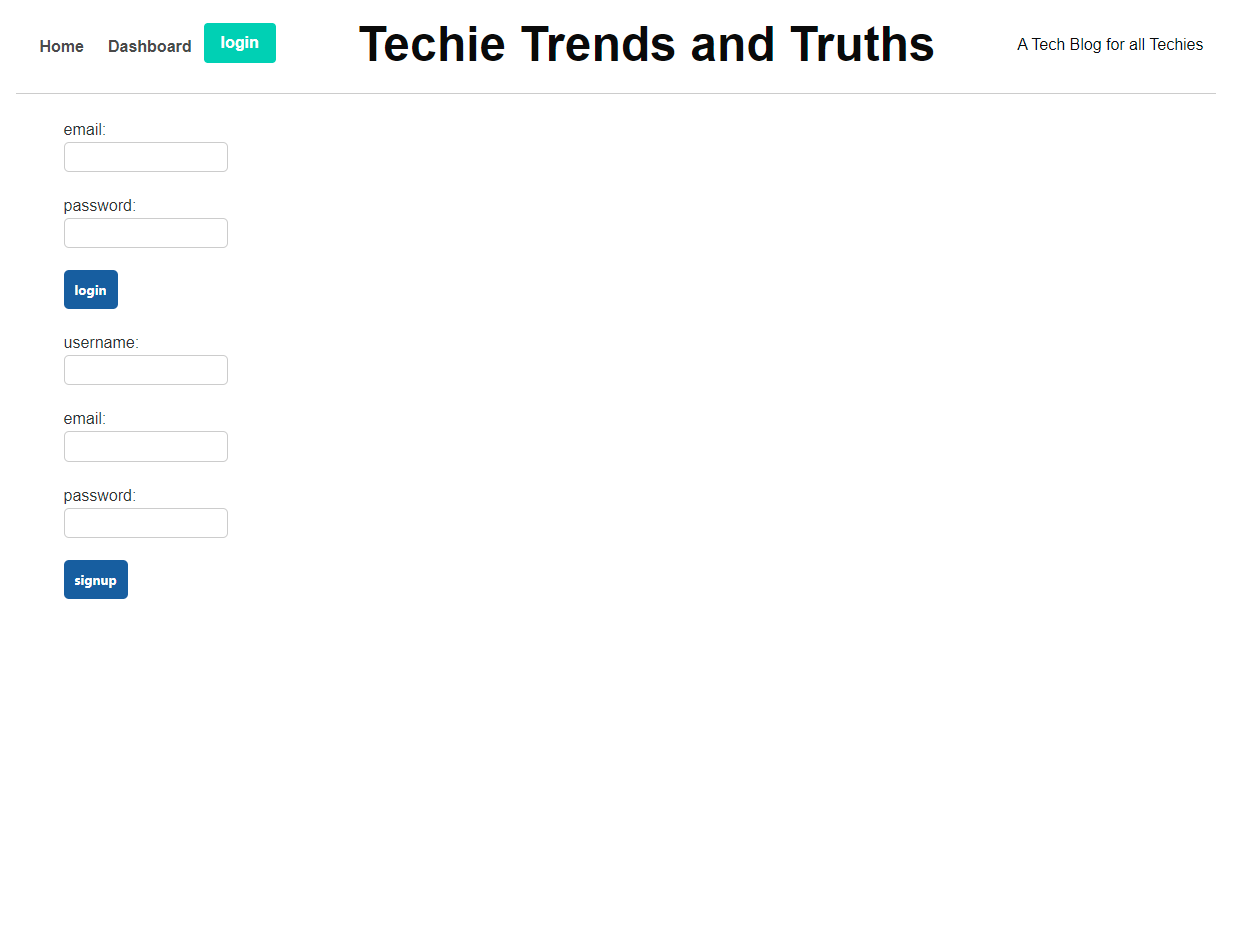 Home Dashboard login Techie Trends and Truths A Tech Blog for all Techies
email:
password:
login
username:
email:
password:
signup